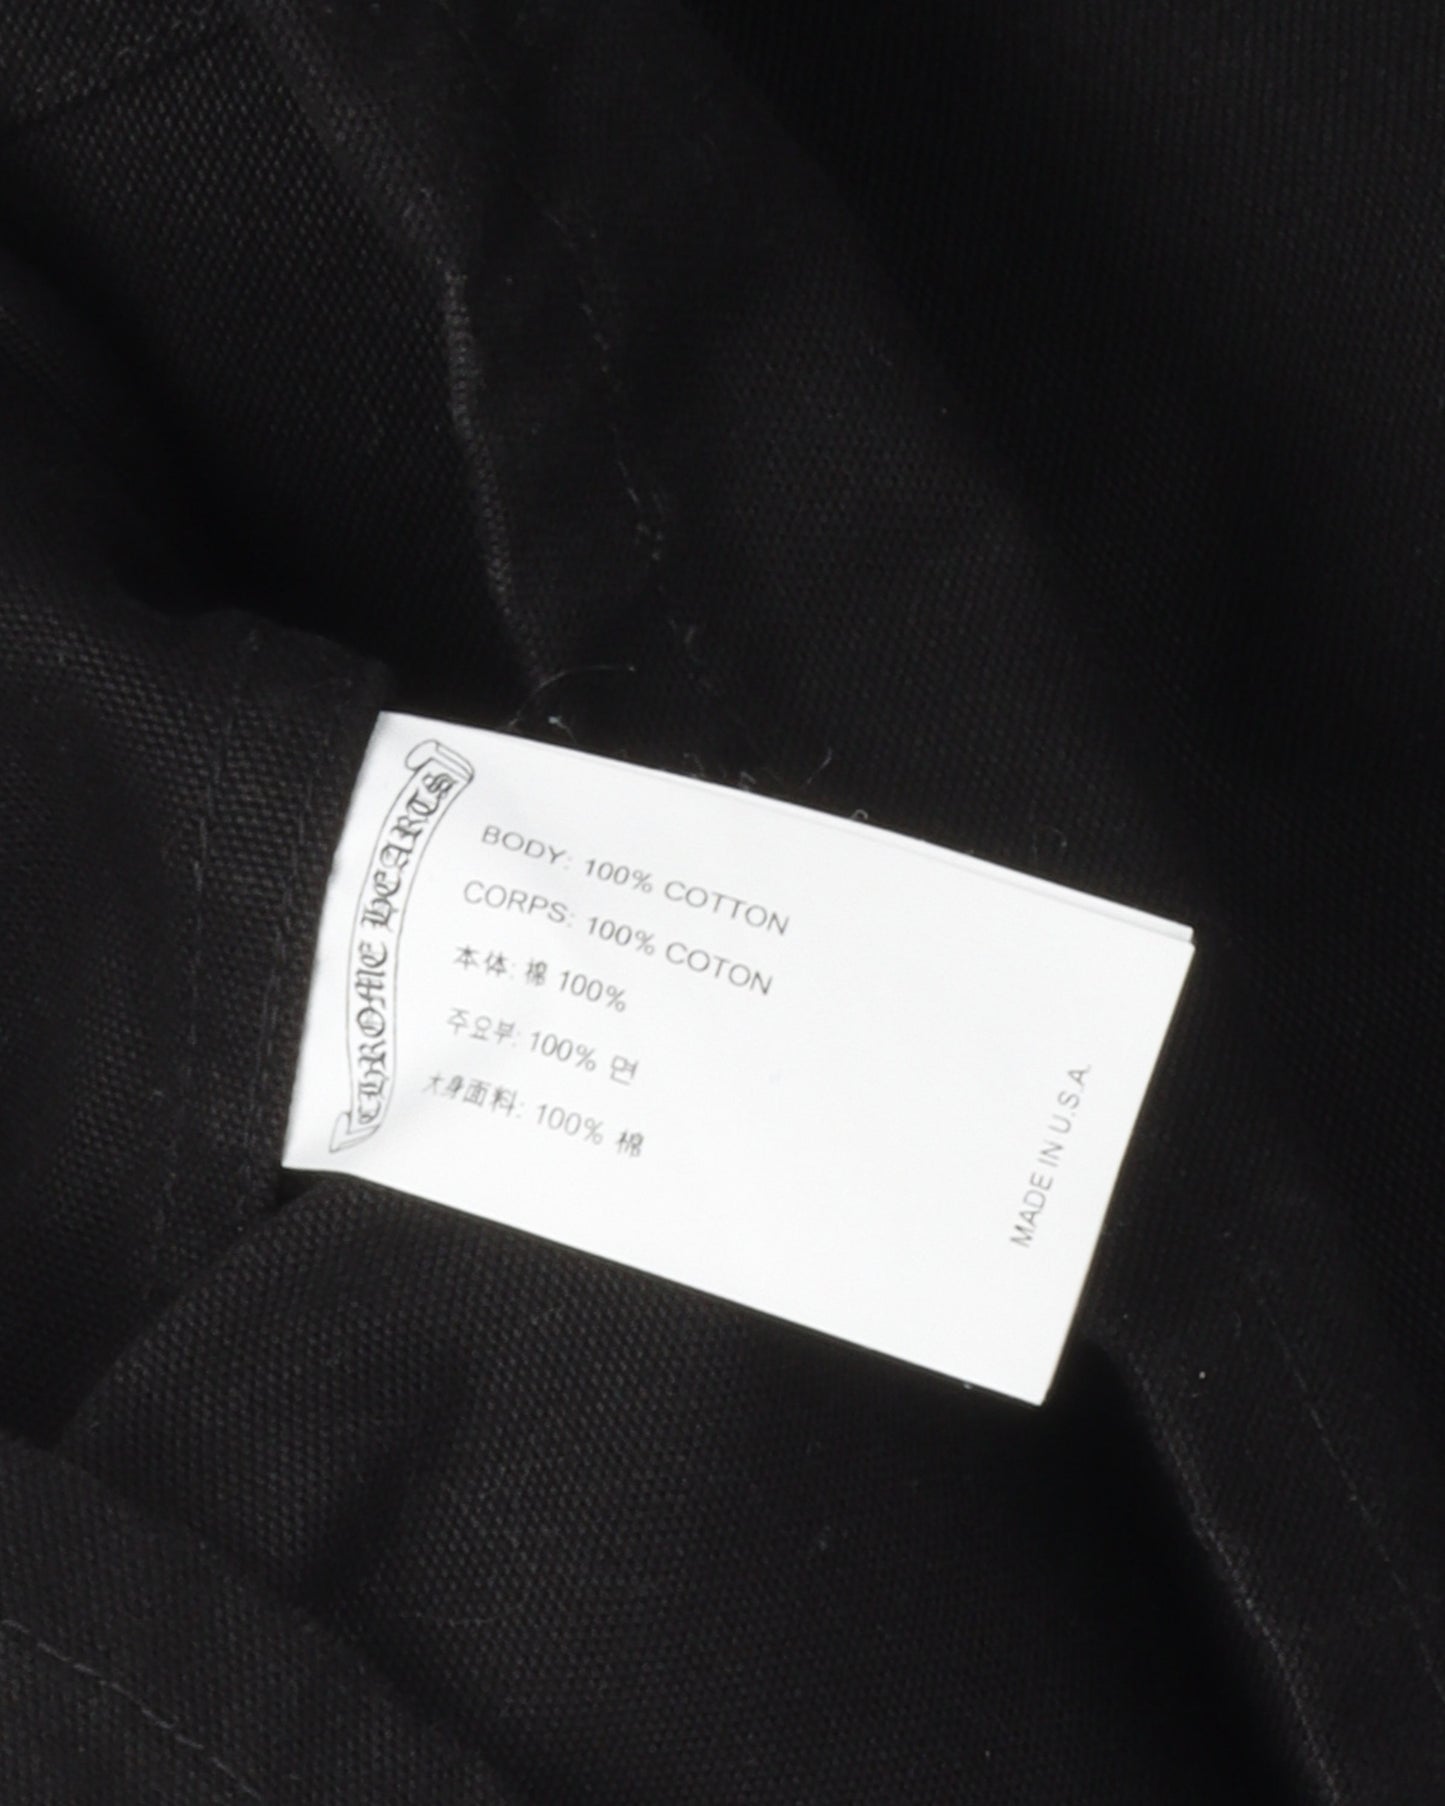 CHROME HEARTS
BODY: 100% COTTON
CORPS: 100% COTON
本体: 棉 100%
주요부: 100% 면
大身面料: 100% 棉
MADE IN U.S.A.